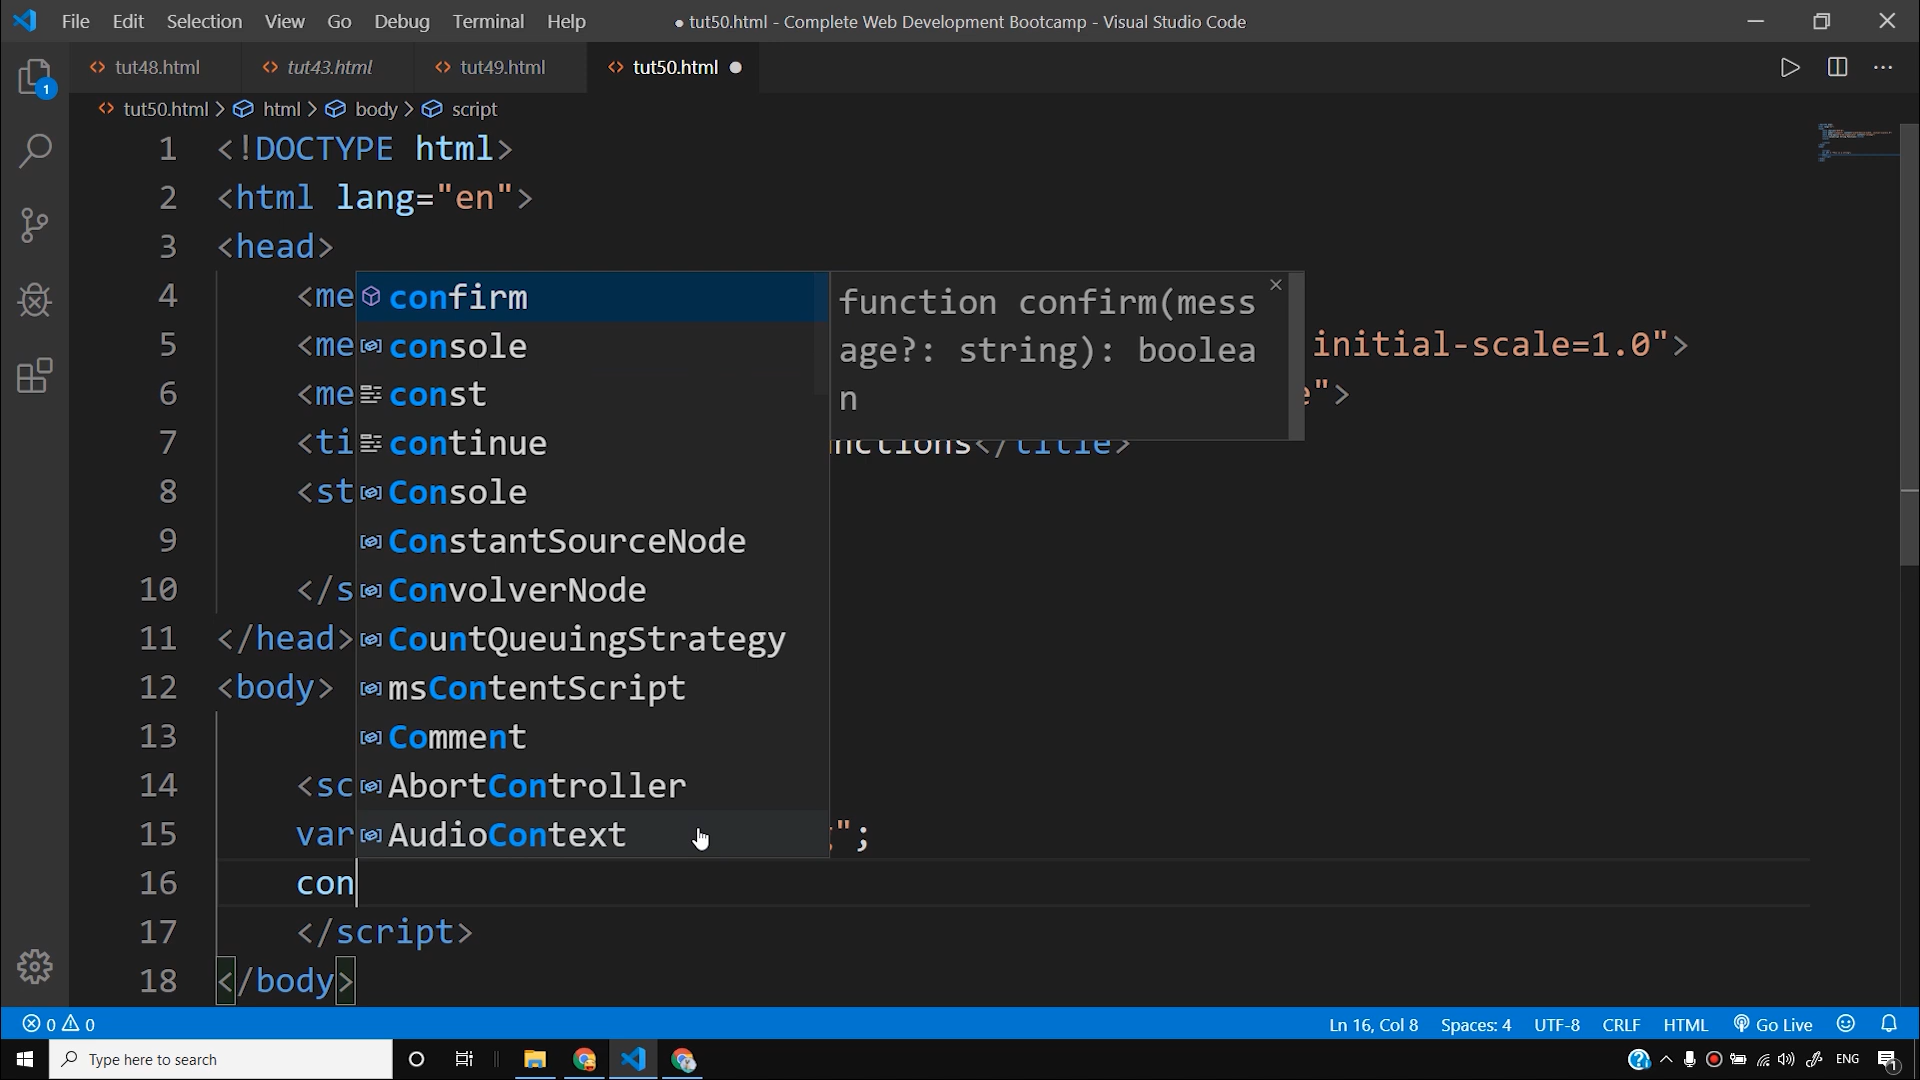 File Edit Selection View Go Debug Terminal Help
● tut50.html - Complete Web Development Bootcamp - Visual Studio Code
tut48.html tut43.html tut49.html tut50.html
tut50.html > html > body > script
1 <!DOCTYPE html>
2 <html lang="en">
3 <head>
4 <me
5 <me initial-scale=1.0">
6 <me e">
7 <ti nctions</title>
8 <st
9
10 </s
11 </head>
12 <body>
13
14 <sc
15 var ";
16 con
17 </script>
18 </body>
confirm
console
const
continue
Console
ConstantSourceNode
ConvolverNode
CountQueuingStrategy
msContentScript
Comment
AbortController
AudioContext
function confirm(mess
age?: string): boolea
n
1
0 0
Ln 16, Col 8 Spaces: 4 UTF-8 CRLF HTML Go Live
Type here to search
ENG
1